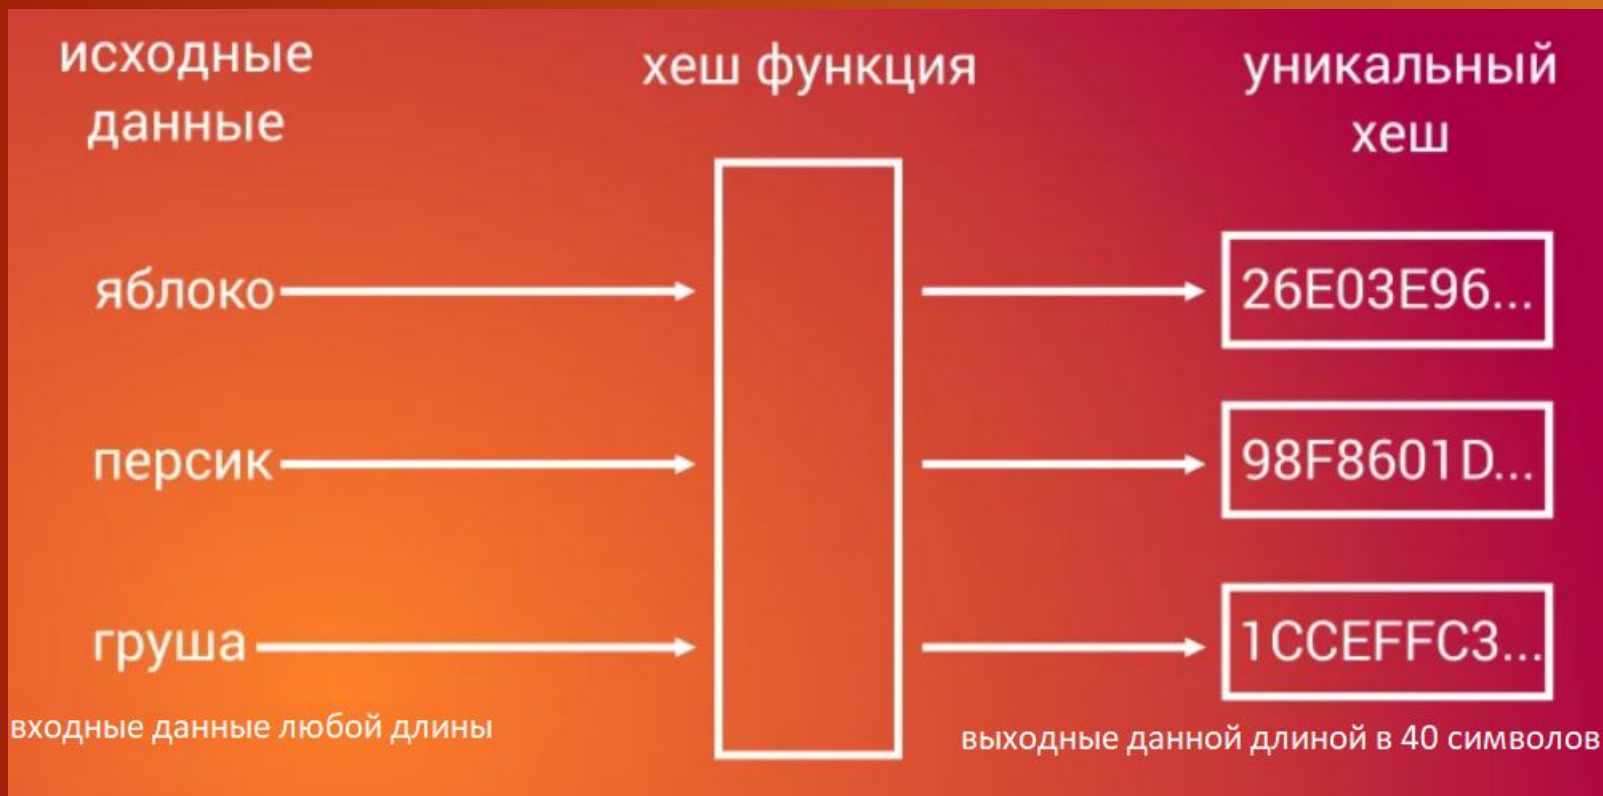 исходные
данные
хеш функция
уникальный
хеш
яблоко
26E03E96...
персик
98F8601D...
груша
1CCEFFC3...
входные данные любой длины
выходные данной длиной в 40 символов